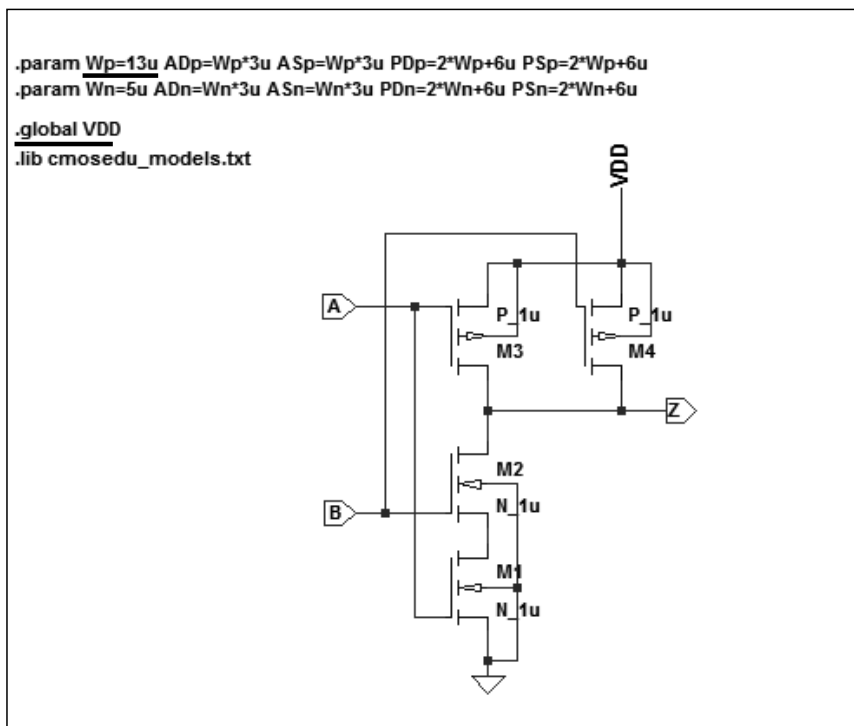 .param Wp=13u ADp=Wp*3u ASp=Wp*3u PDp=2*Wp+6u PSp=2*Wp+6u
.param Wn=5u ADn=Wn*3u ASn=Wn*3u PDn=2*Wn+6u PSn=2*Wn+6u
.global VDD
.lib cmosedu_models.txt
VDD
A
P_1u
P_1u
M3
M4
Z
M2
B
N_1u
M1
N_1u